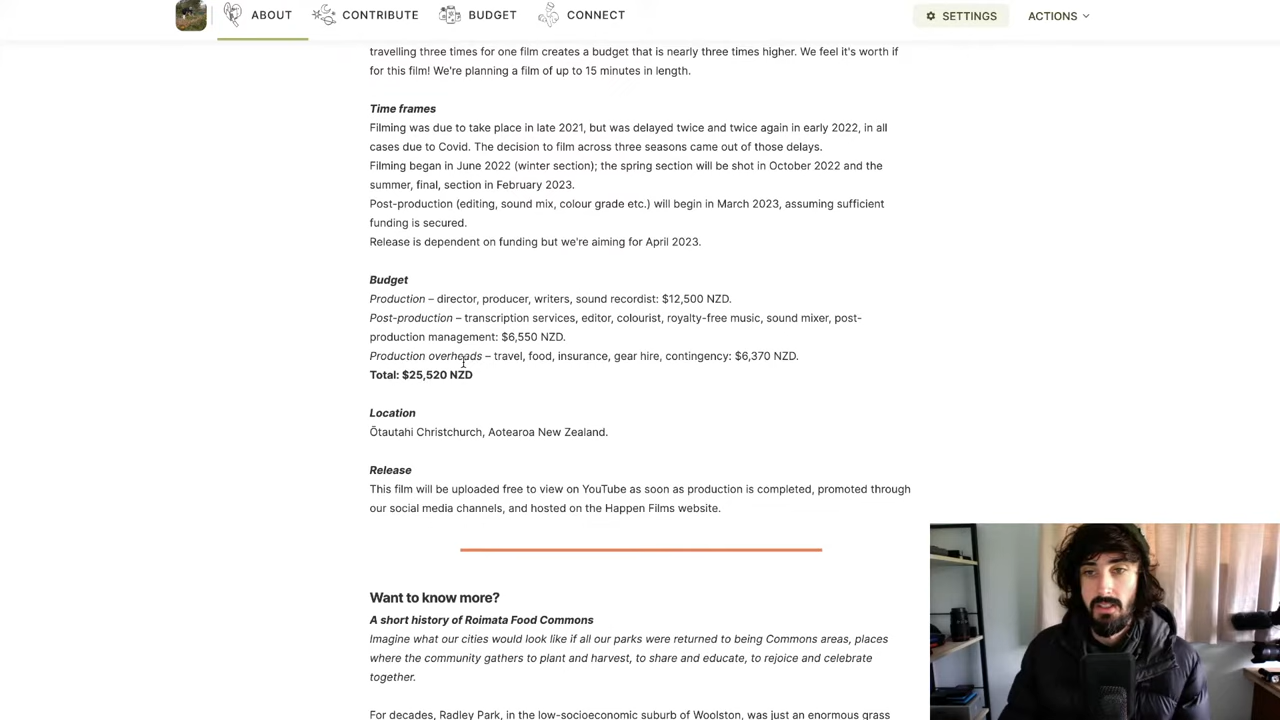 ABOUT
CONTRIBUTE
BUDGET
CONNECT
SETTINGS
ACTIONS
travelling three times for one film creates a budget that is nearly three times higher. We feel it's worth if
for this film! We're planning a film of up to 15 minutes in length.
Time frames
Filming was due to take place in late 2021, but was delayed twice and twice again in early 2022, in all
cases due to Covid. The decision to film across three seasons came out of those delays.
Filming began in June 2022 (winter section); the spring section will be shot in October 2022 and the
summer, final, section in February 2023.
Post-production (editing, sound mix, colour grade etc.) will begin in March 2023, assuming sufficient
funding is secured.
Release is dependent on funding but we're aiming for April 2023.
Budget
Production – director, producer, writers, sound recordist: $12,500 NZD.
Post-production – transcription services, editor, colourist, royalty-free music, sound mixer, post-
production management: $6,550 NZD.
Production overheads – travel, food, insurance, gear hire, contingency: $6,370 NZD.
Total: $25,520 NZD
Location
Ōtautahi Christchurch, Aotearoa New Zealand.
Release
This film will be uploaded free to view on YouTube as soon as production is completed, promoted through
our social media channels, and hosted on the Happen Films website.
Want to know more?
A short history of Roimata Food Commons
Imagine what our cities would look like if all our parks were returned to being Commons areas, places
where the community gathers to plant and harvest, to share and educate, to rejoice and celebrate
together.
For decades, Radley Park, in the low-socioeconomic suburb of Woolston, was just an enormous grass